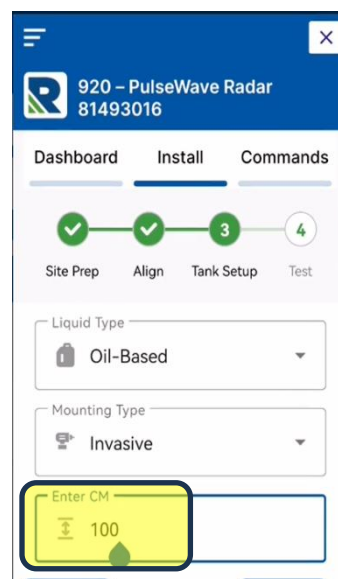 920 – PulseWave Radar
81493016
Dashboard Install Commands
3 4
Site Prep Align Tank Setup Test
Liquid Type
Oil-Based
Mounting Type
Invasive
Enter CM
100